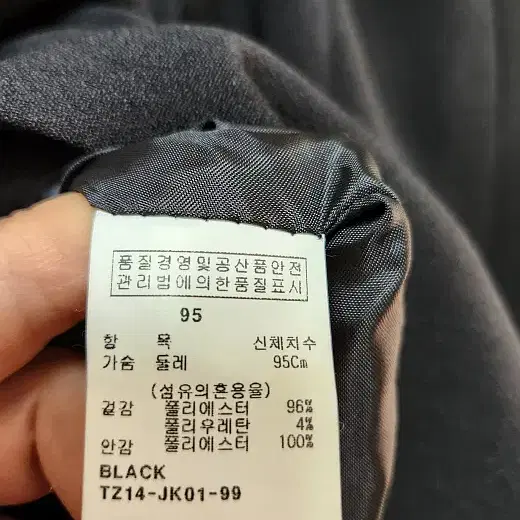 품질경영및공산품안전
관리법에의한품질표시
95
항 목 신체치수
가슴 둘레 95Cm
(섬유의혼용율)
겉감 폴리에스터 96%
폴리우레탄 4%
안감 폴리에스터 100%
BLACK
TZ14-JK01-99